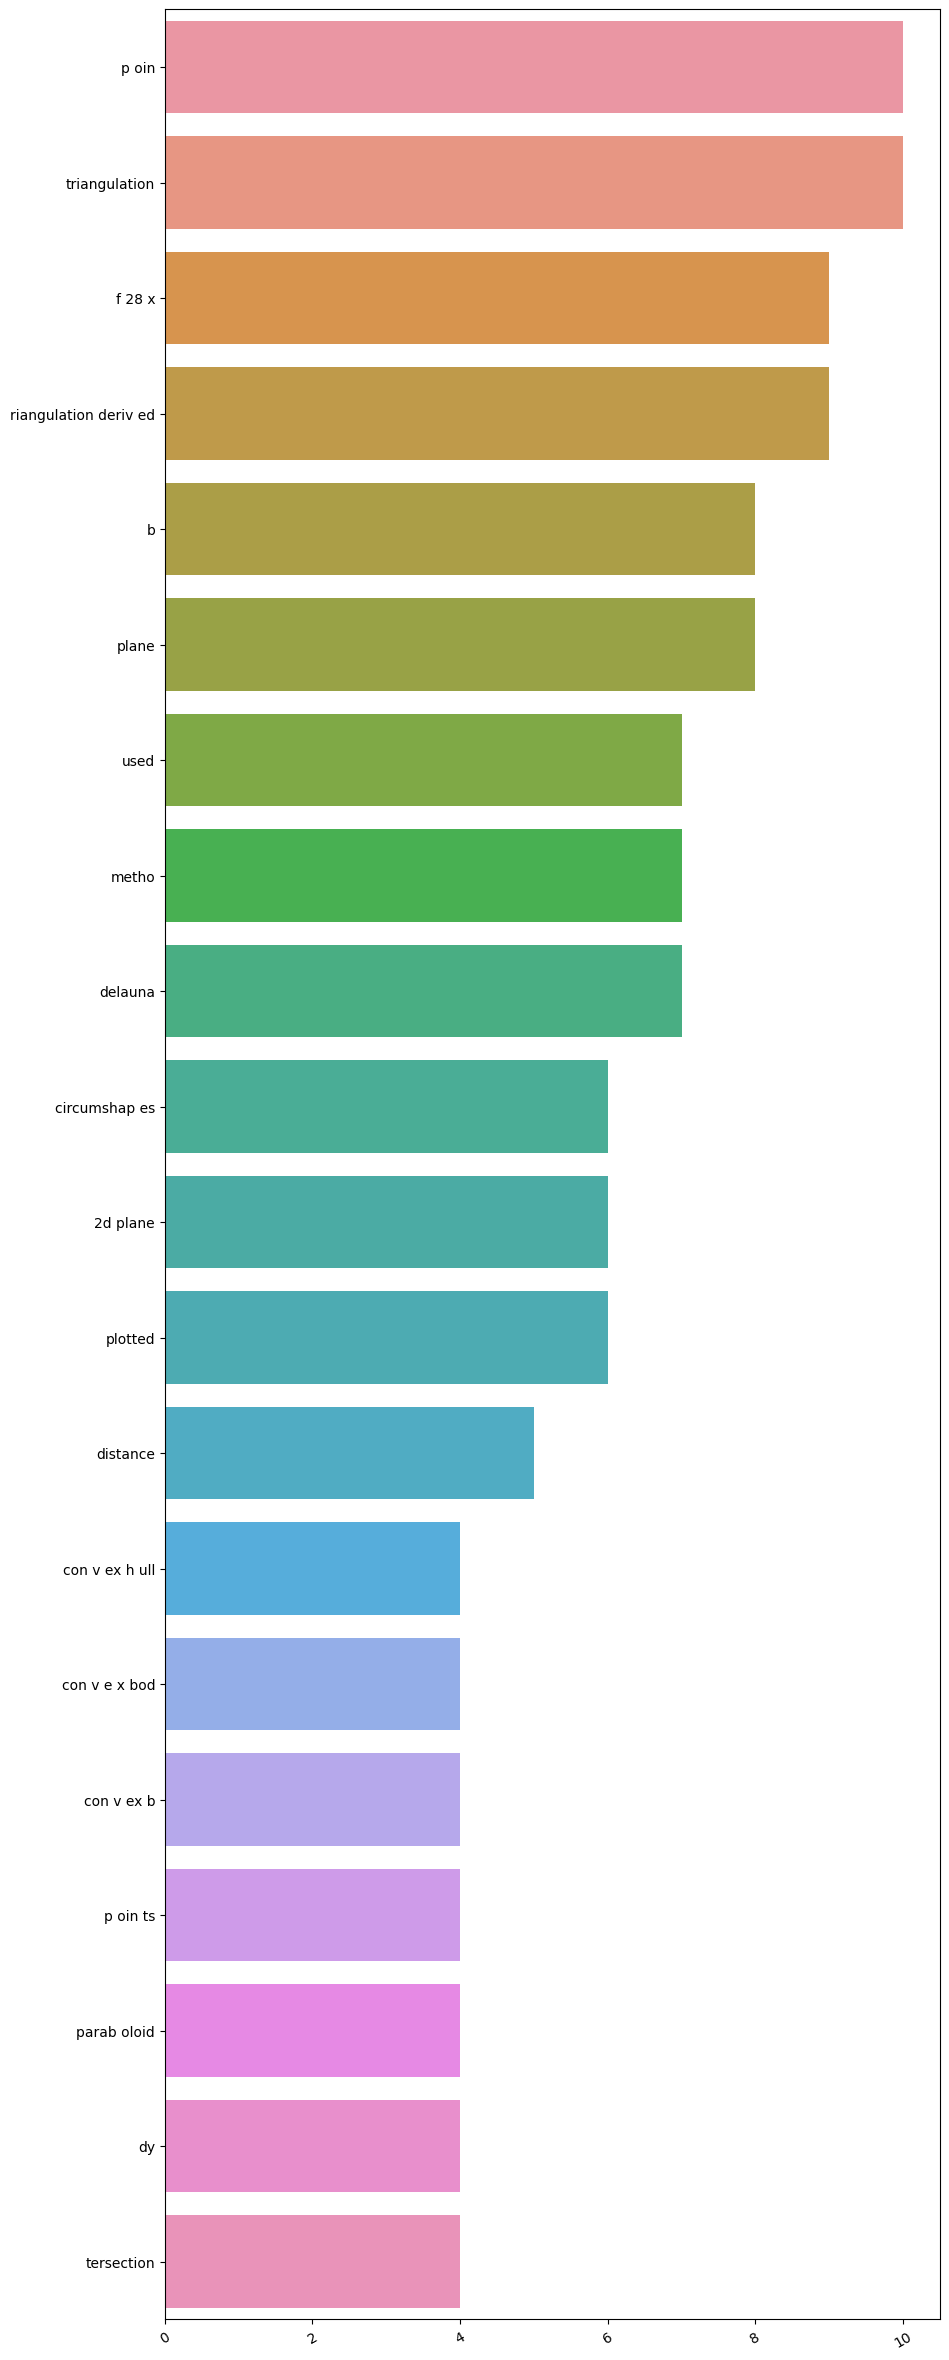 p oin
triangulation
f 28 x
riangulation deriv ed
b
plane
used
metho
delauna
circumshap es
2d plane
plotted
distance
con v ex h ull
con v e x bod
con v ex b
p oin ts
parab oloid
dy
tersection
0 2 4 6 8 10